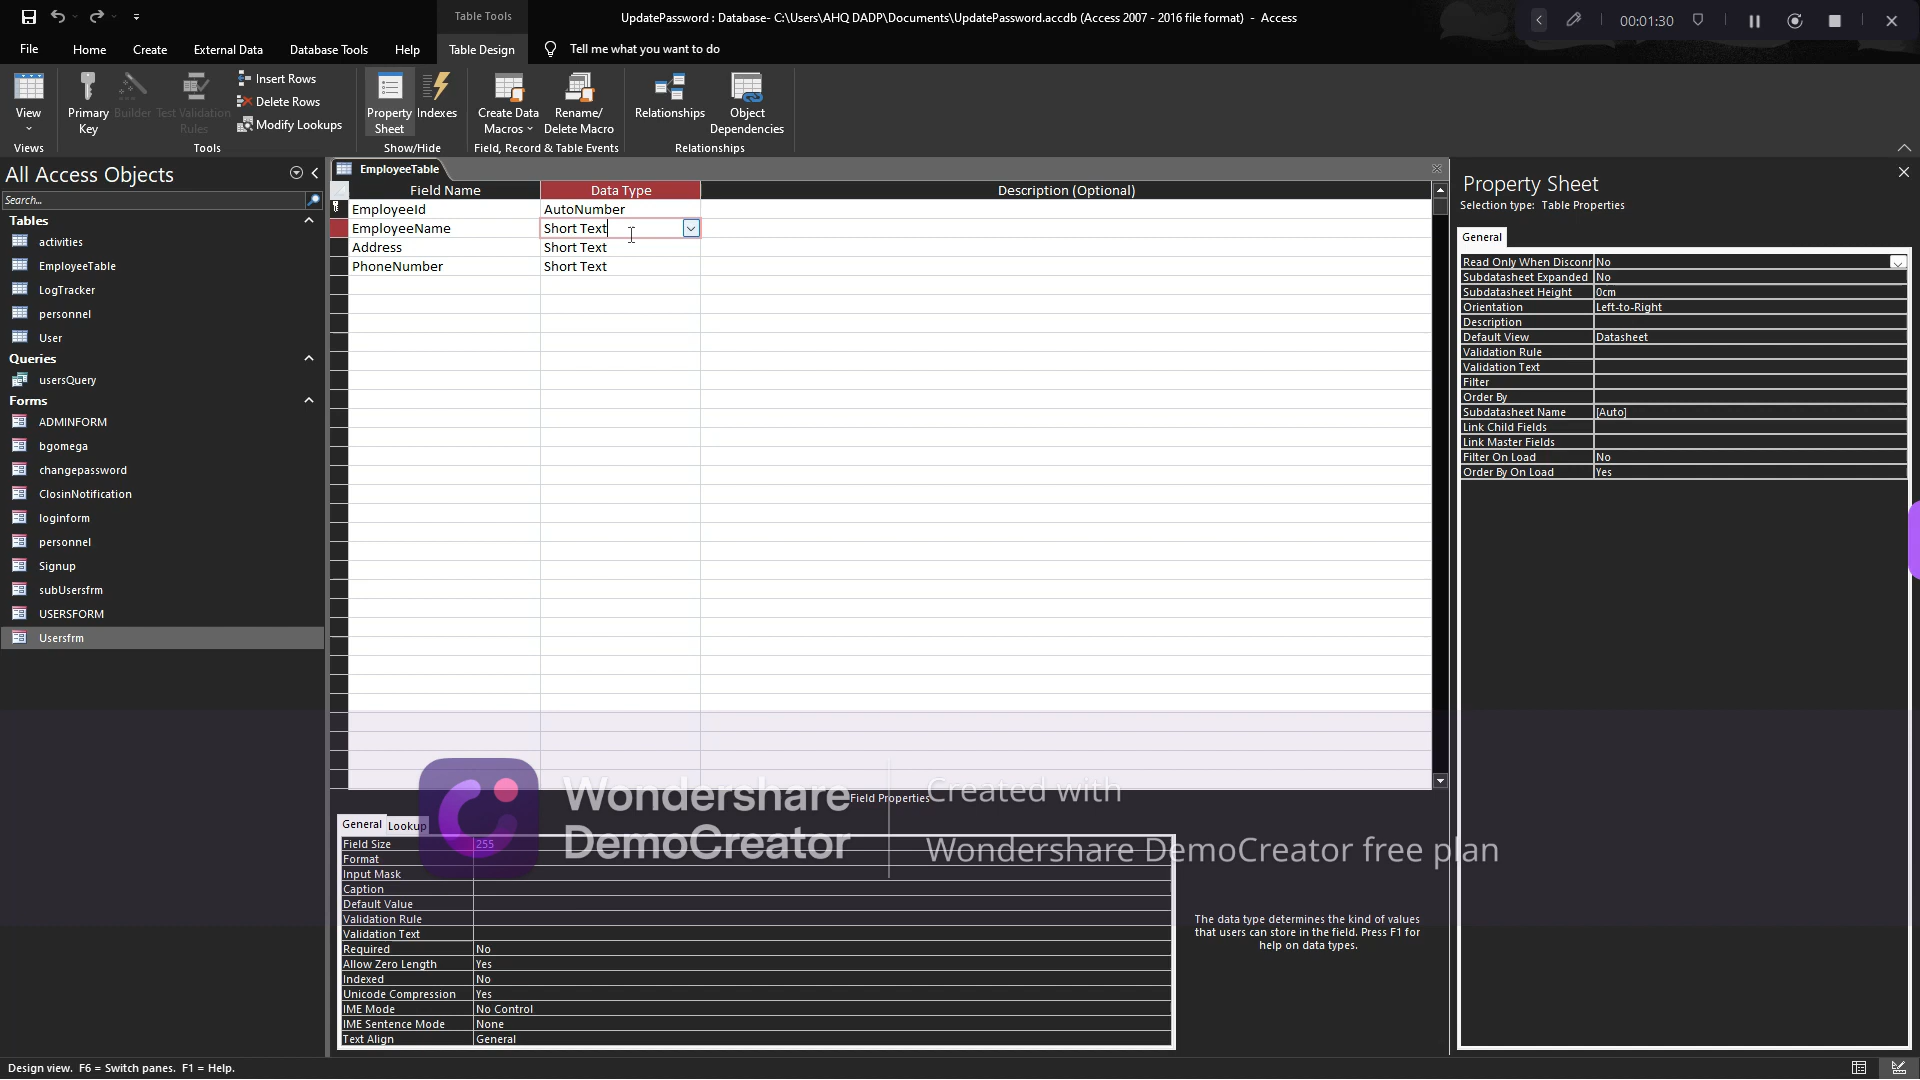 Table Tools
UpdatePassword : Database- C:\Users\AHQ DADP\Documents\UpdatePassword.accdb (Access 2007 - 2016 file format) - Access
00:01:30
File Home Create External Data Database Tools Help Table Design Tell me what you want to do
View
Primary Key
Builder
Test Validation Rules
Insert Rows
Delete Rows
Modify Lookups
Property Sheet
Indexes
Create Data Macros
Rename/ Delete Macro
Relationships
Object Dependencies
Views Tools Show/Hide Field, Record & Table Events Relationships
All Access Objects
Search...
Tables
activities
EmployeeTable
LogTracker
personnel
User
Queries
usersQuery
Forms
ADMINFORM
bgomega
changepassword
ClosinNotification
loginform
personnel
Signup
subUsersfrm
USERSFORM
Usersfrm
EmployeeTable
Field Name Data Type Description (Optional)
EmployeeId AutoNumber
EmployeeName Short Text
Address Short Text
PhoneNumber Short Text
Field Properties
General Lookup
Field Size 255
Format
Input Mask
Caption
Default Value
Validation Rule
Validation Text
Required No
Allow Zero Length Yes
Indexed No
Unicode Compression Yes
IME Mode No Control
IME Sentence Mode None
Text Align General
The data type determines the kind of values
that users can store in the field. Press F1 for
help on data types.
Wondershare
DemoCreator
Created with
Wondershare DemoCreator free plan
Property Sheet
Selection type: Table Properties
General
Read Only When Disconr No
Subdatasheet Expanded No
Subdatasheet Height 0cm
Orientation Left-to-Right
Description
Default View Datasheet
Validation Rule
Validation Text
Filter
Order By
Subdatasheet Name [Auto]
Link Child Fields
Link Master Fields
Filter On Load No
Order By On Load Yes
Design view. F6 = Switch panes. F1 = Help.